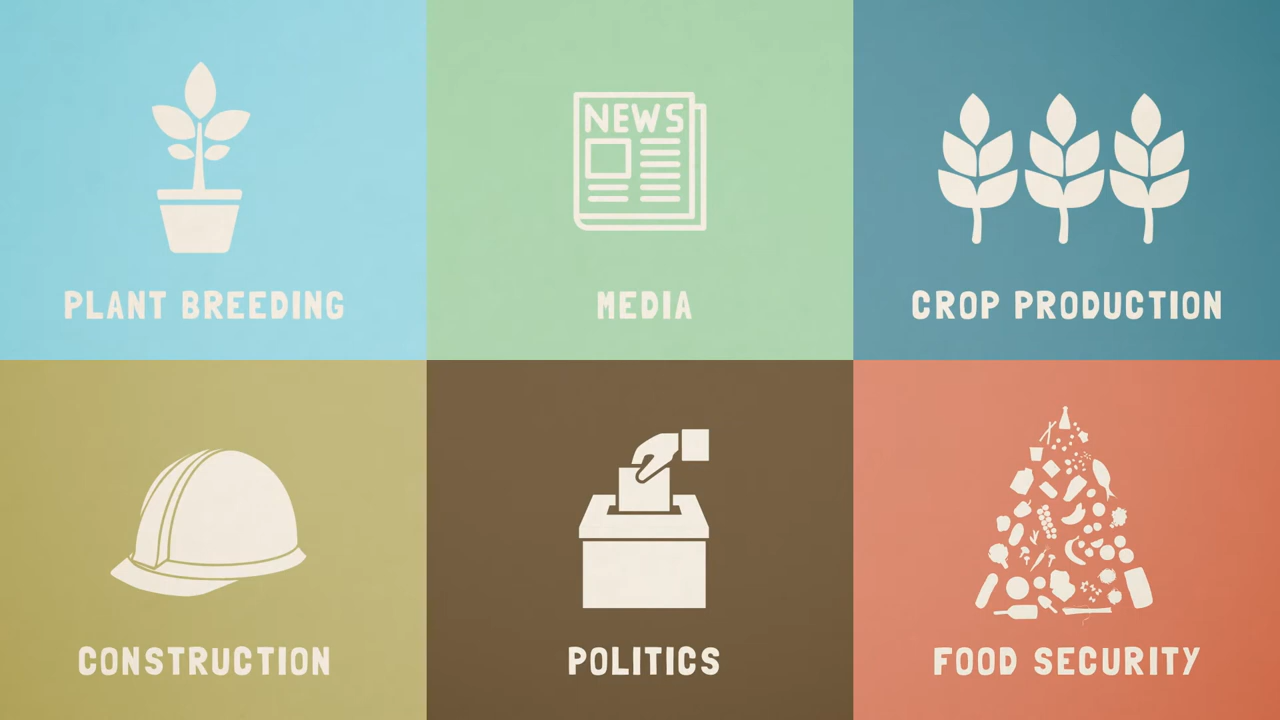 PLANT BREEDING
NEWS
MEDIA
CROP PRODUCTION
CONSTRUCTION
POLITICS
FOOD SECURITY